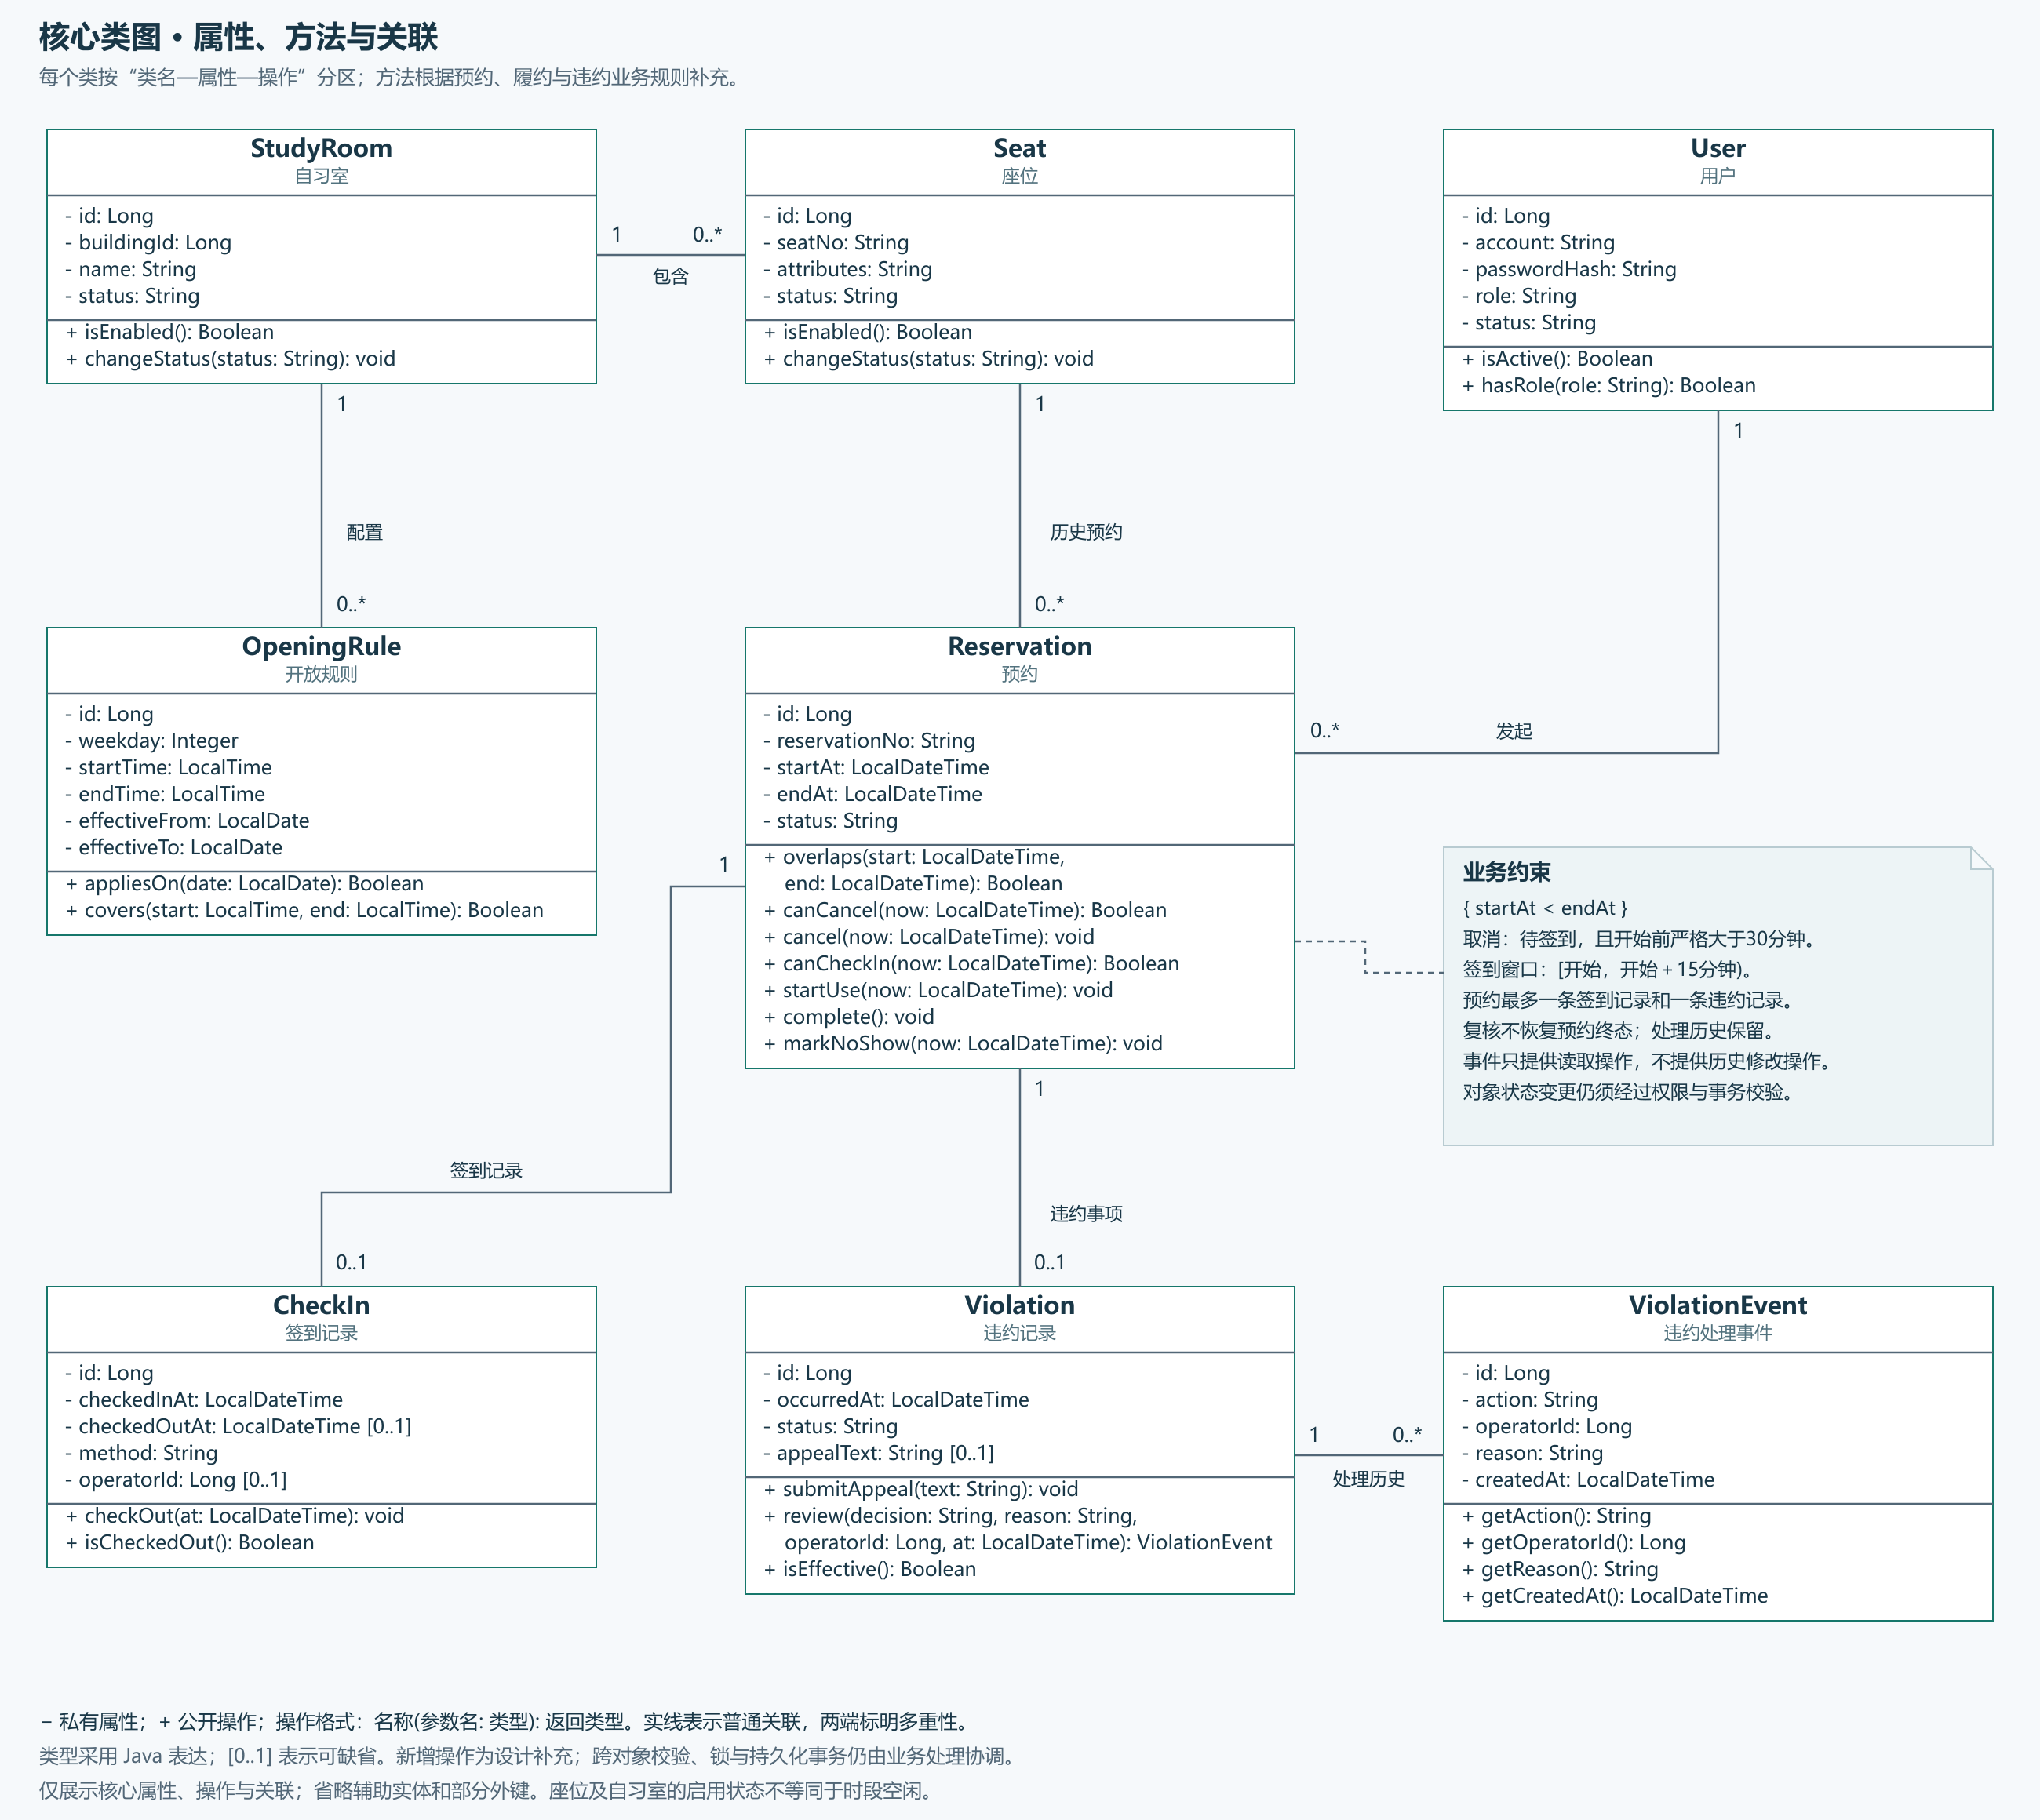 核心类图 • 属性、方法与关联
每个类按“类名—属性—操作”分区；方法根据预约、履约与违约业务规则补充。
StudyRoom
自习室
- id: Long
- buildingId: Long
- name: String
- status: String
+ isEnabled(): Boolean
+ changeStatus(status: String): void
1
0..*
包含
Seat
座位
- id: Long
- seatNo: String
- attributes: String
- status: String
+ isEnabled(): Boolean
+ changeStatus(status: String): void
User
用户
- id: Long
- account: String
- passwordHash: String
- role: String
- status: String
+ isActive(): Boolean
+ hasRole(role: String): Boolean
1
配置
0..*
1
历史预约
0..*
1
0..*
发起
OpeningRule
开放规则
- id: Long
- weekday: Integer
- startTime: LocalTime
- endTime: LocalTime
- effectiveFrom: LocalDate
- effectiveTo: LocalDate
+ appliesOn(date: LocalDate): Boolean
+ covers(start: LocalTime, end: LocalTime): Boolean
Reservation
预约
- id: Long
- reservationNo: String
- startAt: LocalDateTime
- endAt: LocalDateTime
- status: String
+ overlaps(start: LocalDateTime,
end: LocalDateTime): Boolean
+ canCancel(now: LocalDateTime): Boolean
+ cancel(now: LocalDateTime): void
+ canCheckIn(now: LocalDateTime): Boolean
+ startUse(now: LocalDateTime): void
+ complete(): void
+ markNoShow(now: LocalDateTime): void
业务约束
{ startAt < endAt }
取消：待签到，且开始前严格大于30分钟。
签到窗口：[开始，开始＋15分钟)。
预约最多一条签到记录和一条违约记录。
复核不恢复预约终态；处理历史保留。
事件只提供读取操作，不提供历史修改操作。
对象状态变更仍须经过权限与事务校验。
1
签到记录
0..1
1
违约事项
0..1
CheckIn
签到记录
- id: Long
- checkedInAt: LocalDateTime
- checkedOutAt: LocalDateTime [0..1]
- method: String
- operatorId: Long [0..1]
+ checkOut(at: LocalDateTime): void
+ isCheckedOut(): Boolean
Violation
违约记录
- id: Long
- occurredAt: LocalDateTime
- status: String
- appealText: String [0..1]
+ submitAppeal(text: String): void
+ review(decision: String, reason: String,
operatorId: Long, at: LocalDateTime): ViolationEvent
+ isEffective(): Boolean
1
0..*
处理历史
ViolationEvent
违约处理事件
- id: Long
- action: String
- operatorId: Long
- reason: String
- createdAt: LocalDateTime
+ getAction(): String
+ getOperatorId(): Long
+ getReason(): String
+ getCreatedAt(): LocalDateTime
− 私有属性；+ 公开操作；操作格式：名称(参数名: 类型): 返回类型。实线表示普通关联，两端标明多重性。
类型采用 Java 表达；[0..1] 表示可缺省。新增操作为设计补充；跨对象校验、锁与持久化事务仍由业务处理协调。
仅展示核心属性、操作与关联；省略辅助实体和部分外键。座位及自习室的启用状态不等同于时段空闲。